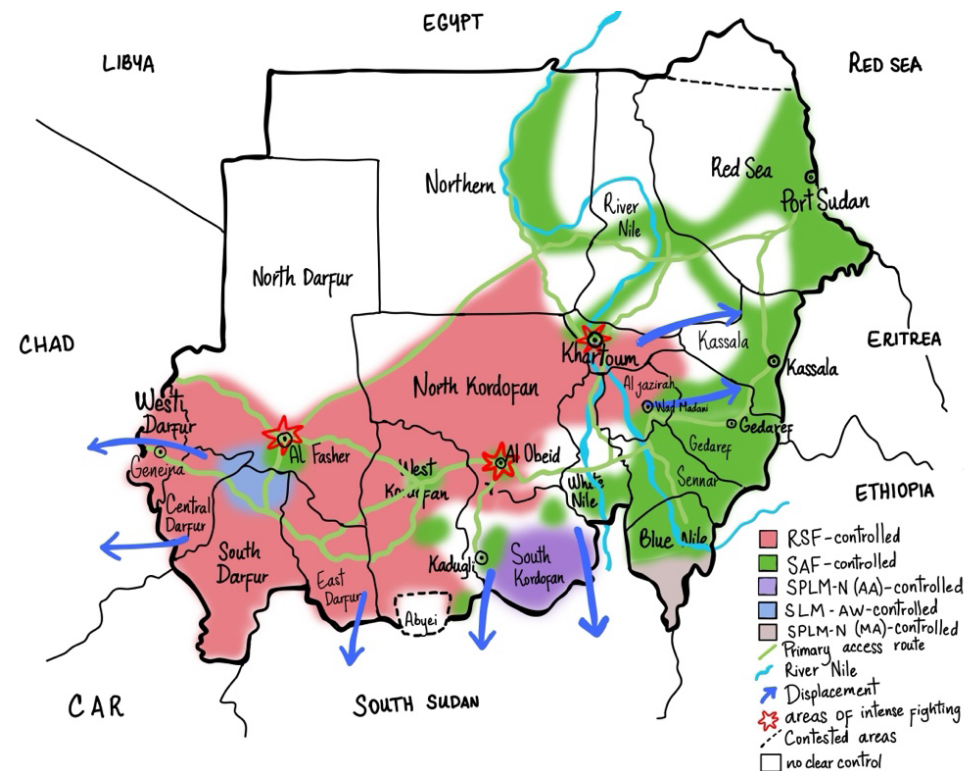 EGYPT
LIBYA
RED SEA
Red Sea
Northern
Port Sudan
River
Nile
North Darfur
CHAD
Khartoum
Kassala
ERITREA
Kassala
North Kordofan
Al jazirah
West
Darfur
Wad Madani
Gedaref
AL Fasher
Al Obeid
Gedaref
Geneina
West
Kordofan
Sennar
White
Nile
ETHIOPIA
Central
Darfur
Blue Nile
South
Darfur
Kadugli
South
Kordofan
East
Darfur
Abyei
CAR
SOUTH SUDAN
RSF-controlled
SAF-controlled
SPLM-N (AA)-controlled
SLM-AW-controlled
SPLM-N (MA)-controlled
Primary access route
River Nile
Displacement
areas of intense fighting
Contested areas
no clear control